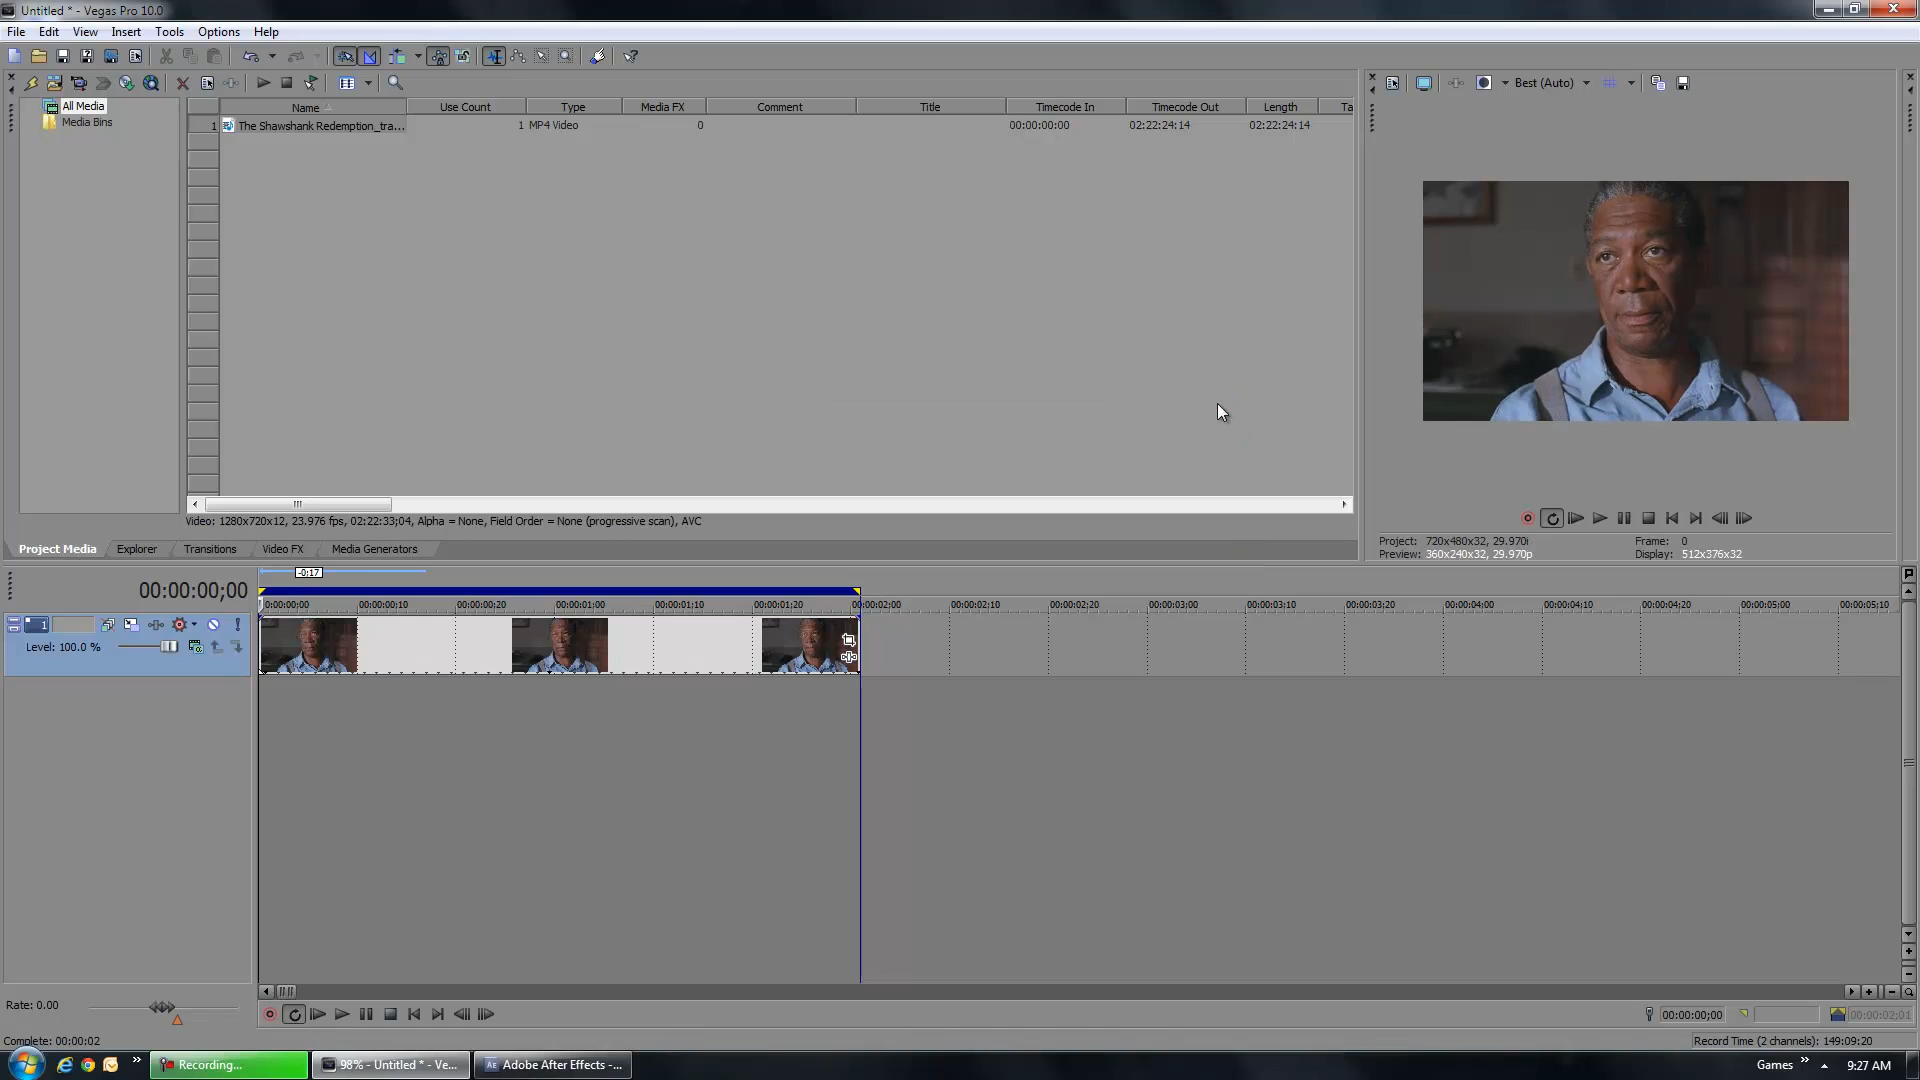 Untitled * - Vegas Pro 10.0
File Edit View Insert Tools Options Help
Best (Auto)
All Media
Media Bins
Name Use Count Type Media FX Comment Title Timecode In Timecode Out Length Ta
1 The Shawshank Redemption_tra... 1 MP4 Video 0 00:00:00:00 02:22:24:14 02:22:24:14
Video: 1280x720x12, 23.976 fps, 02:22:33;04, Alpha = None, Field Order = None (progressive scan), AVC
Project Media Explorer Transitions Video FX Media Generators
Project: 720x480x32, 29.970i Frame: 0
Preview: 360x240x32, 29.970p Display: 512x376x32
-0;17
00:00:00;00
0:00:00;00 00:00:00;10 00:00:00;20 00:00:01;00 00:00:01;10 00:00:01;20 00:00:02;00 00:00:02;10 00:00:02;20 00:00:03;00 00:00:03;10 00:00:03;20 00:00:04;00 00:00:04;10 00:00:04;20 00:00:05;00 00:00:05;10
1
Level: 100.0 %
Rate: 0.00
00:00:00;00 00:00:02;01
Complete: 00:00:02
Record Time (2 channels): 149:09:20
Recording... 98% - Untitled * - Ve... AE Adobe After Effects -... Games 9:27 AM